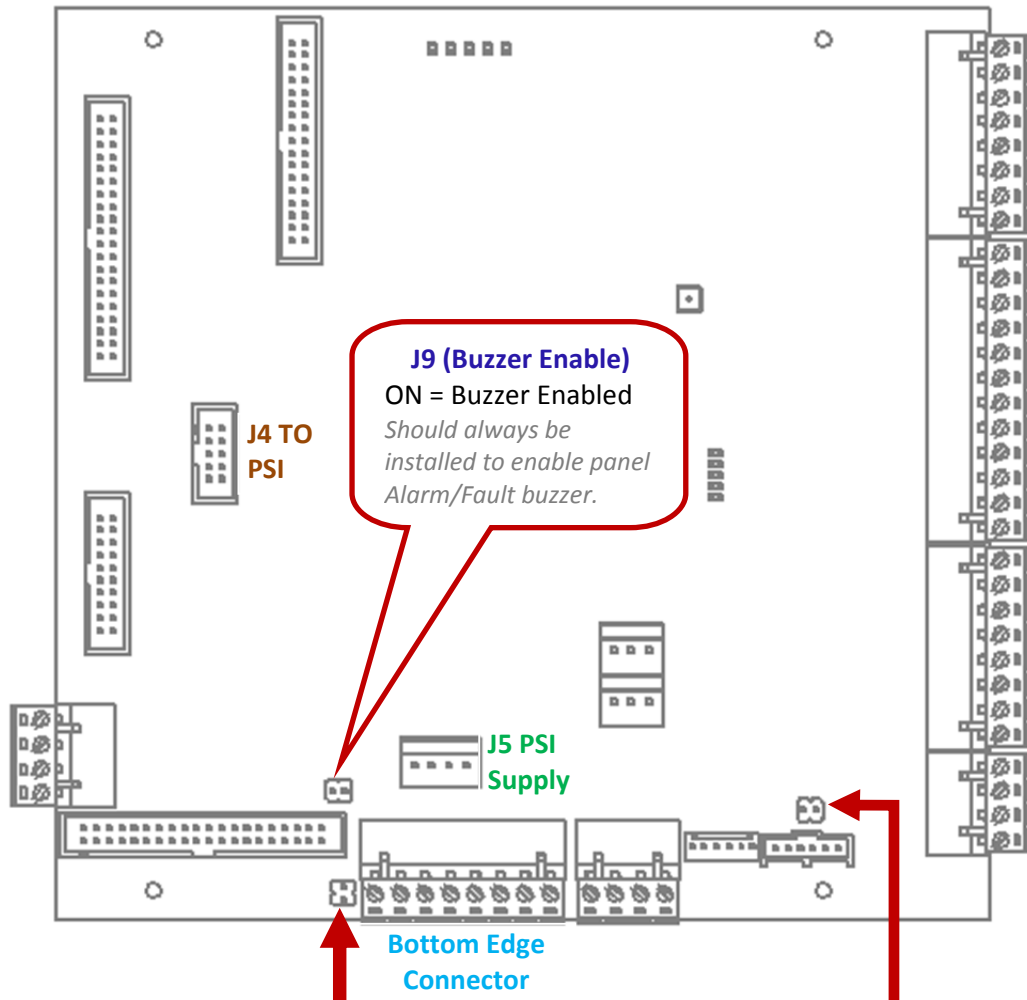 J9 (Buzzer Enable)
ON = Buzzer Enabled
Should always be
installed to enable panel
Alarm/Fault buzzer.
J4 TO
PSI
J5 PSI
Supply
Bottom Edge
Connector